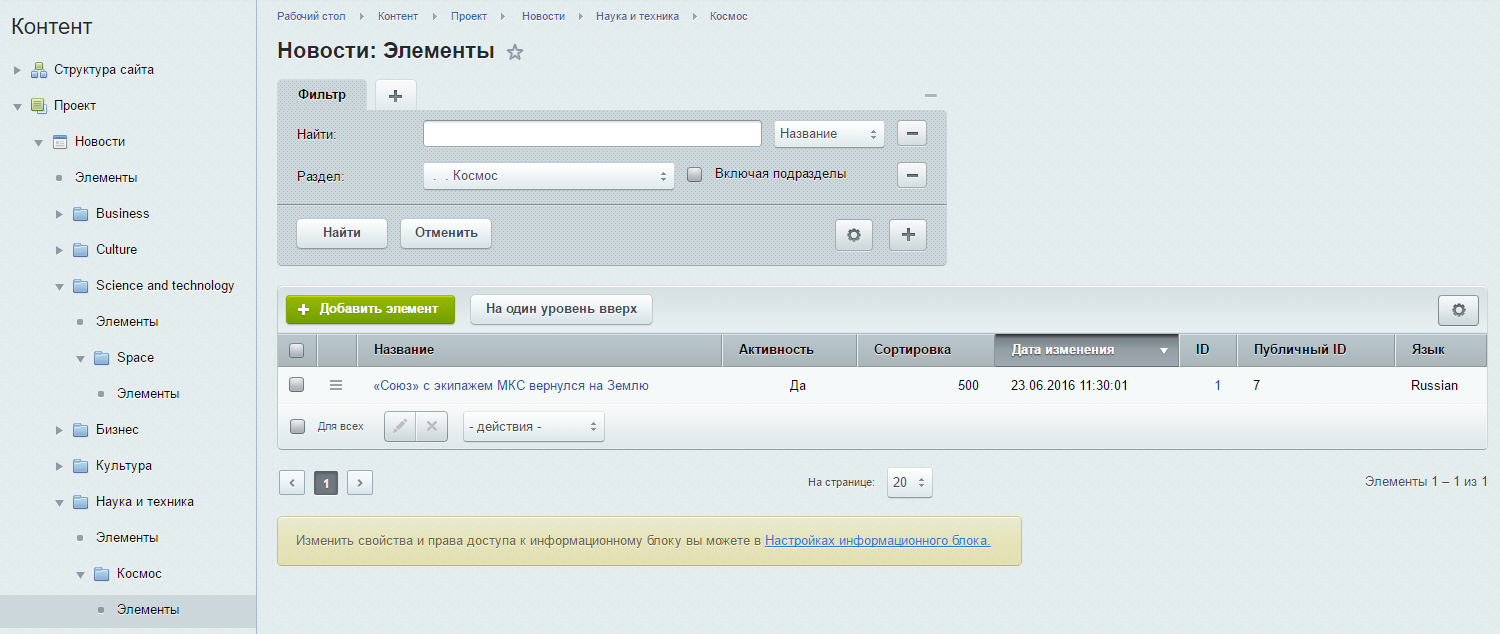 Контент
Структура сайта
Проект
Новости
Элементы
Business
Culture
Science and technology
Элементы
Space
Элементы
Бизнес
Культура
Наука и техника
Элементы
Космос
Элементы
Рабочий стол Контент Проект Новости Наука и техника Космос
Новости: Элементы
Фильтр
Найти: Название
Раздел: . . Космос Включая подразделы
Найти Отменить
Добавить элемент На один уровень вверх
Название Активность Сортировка Дата изменения ID Публичный ID Язык
«Союз» с экипажем МКС вернулся на Землю Да 500 23.06.2016 11:30:01 1 7 Russian
Для всех - действия -
1 На странице: 20 Элементы 1 – 1 из 1
Изменить свойства и права доступа к информационному блоку вы можете в Настройках информационного блока.